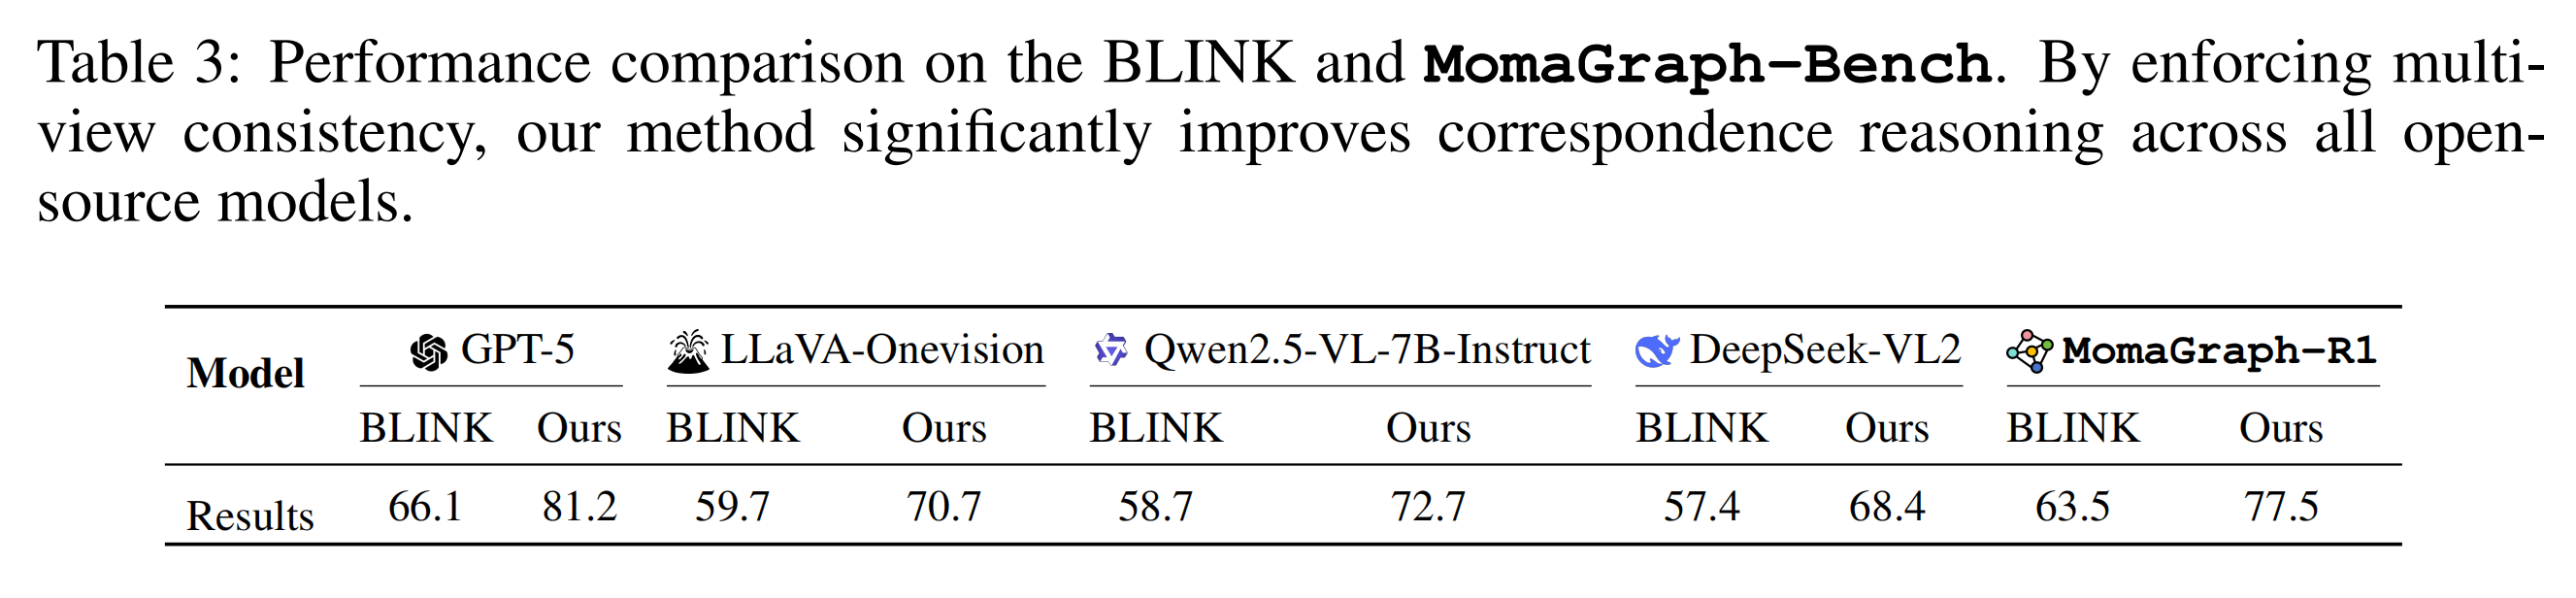 Table 3: Performance comparison on the BLINK and MomaGraph-Bench. By enforcing multi-
view consistency, our method significantly improves correspondence reasoning across all open-
source models.
Model GPT-5 LLaVA-Onevision Qwen2.5-VL-7B-Instruct DeepSeek-VL2 MomaGraph-R1
BLINK Ours BLINK Ours BLINK Ours BLINK Ours BLINK Ours
Results 66.1 81.2 59.7 70.7 58.7 72.7 57.4 68.4 63.5 77.5